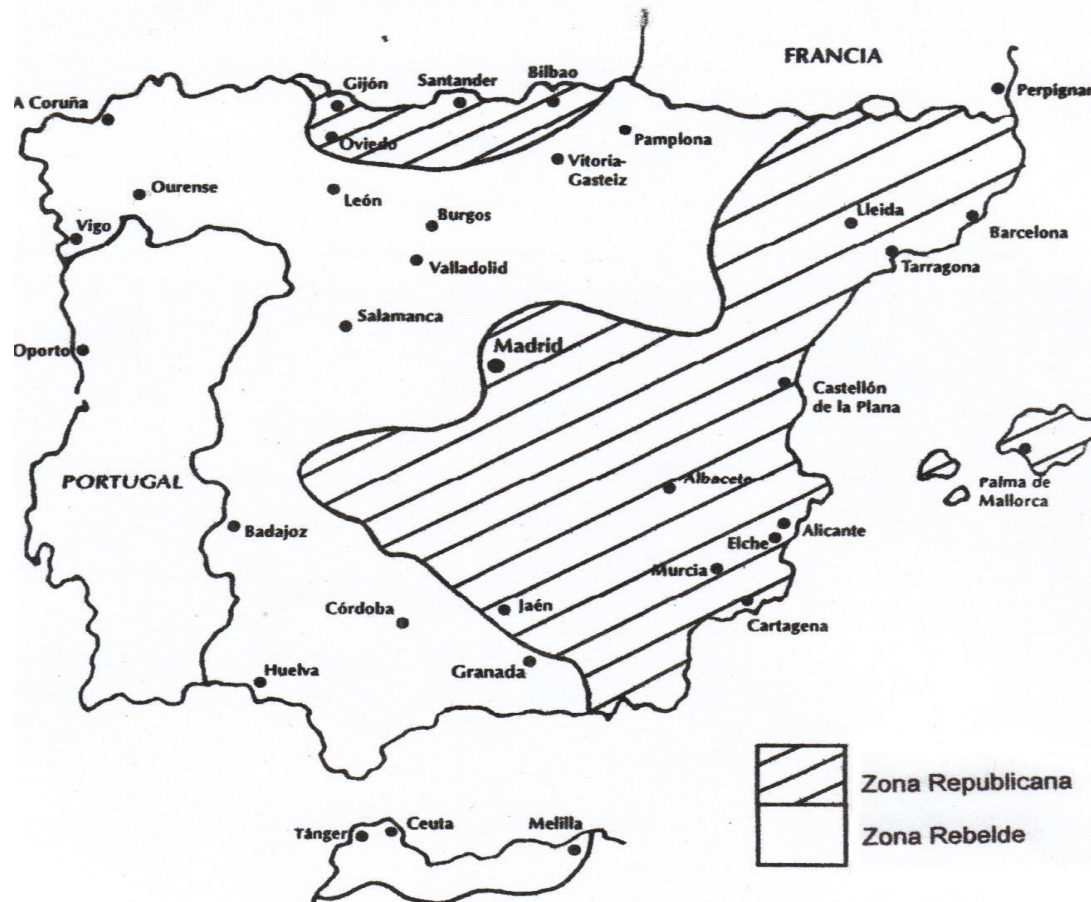 FRANCIA
Gijón
Santander
Bilbao
A Coruña
Perpignan
Oviedo
Pamplona
Vitoria-
Gasteiz
Ourense
León
Burgos
Lleida
Vigo
Barcelona
Valladolid
Tarragona
Salamanca
Oporto
Madrid
Castellón
de la Plana
PORTUGAL
Albacete
Palma de
Mallorca
Badajoz
Alicante
Elche
Murcia
Córdoba
Jaén
Cartagena
Granada
Huelva
Zona Republicana
Tánger
Ceuta
Melilla
Zona Rebelde